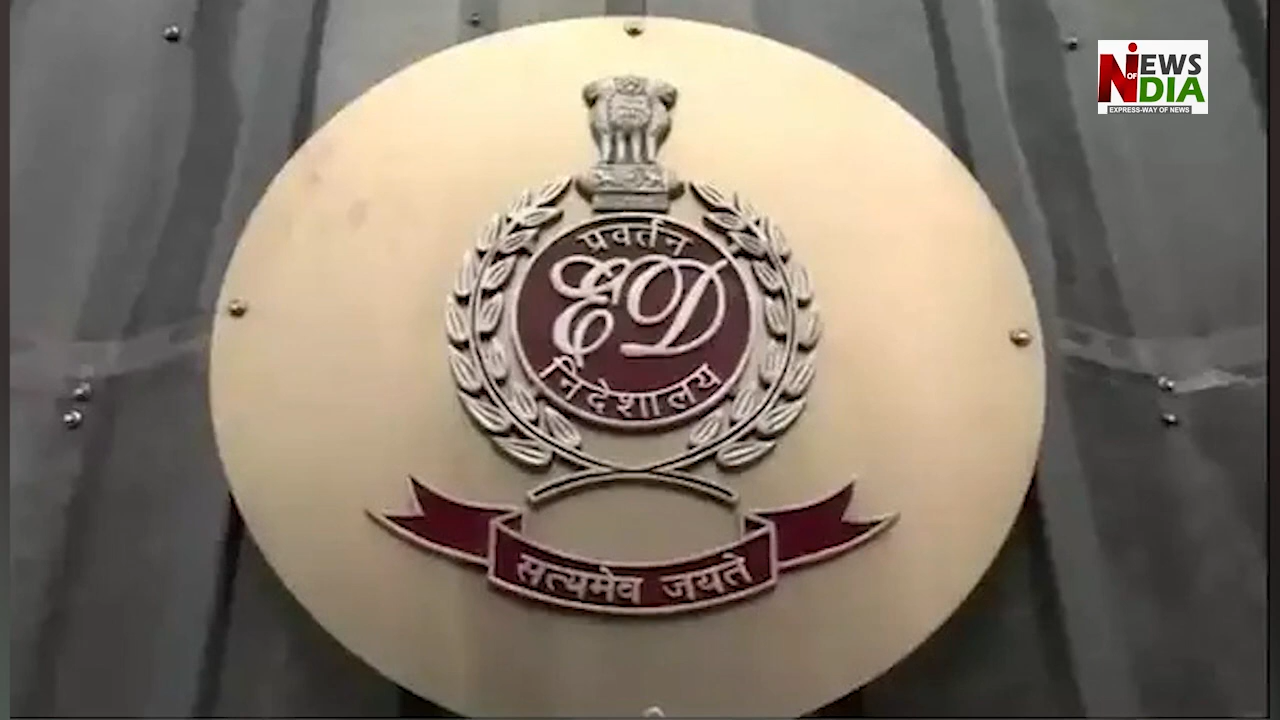 NEWS
OF
INDIA
EXPRESS-WAY OF NEWS
प्रवर्तन
ED
निदेशालय
सत्यमेव जयते